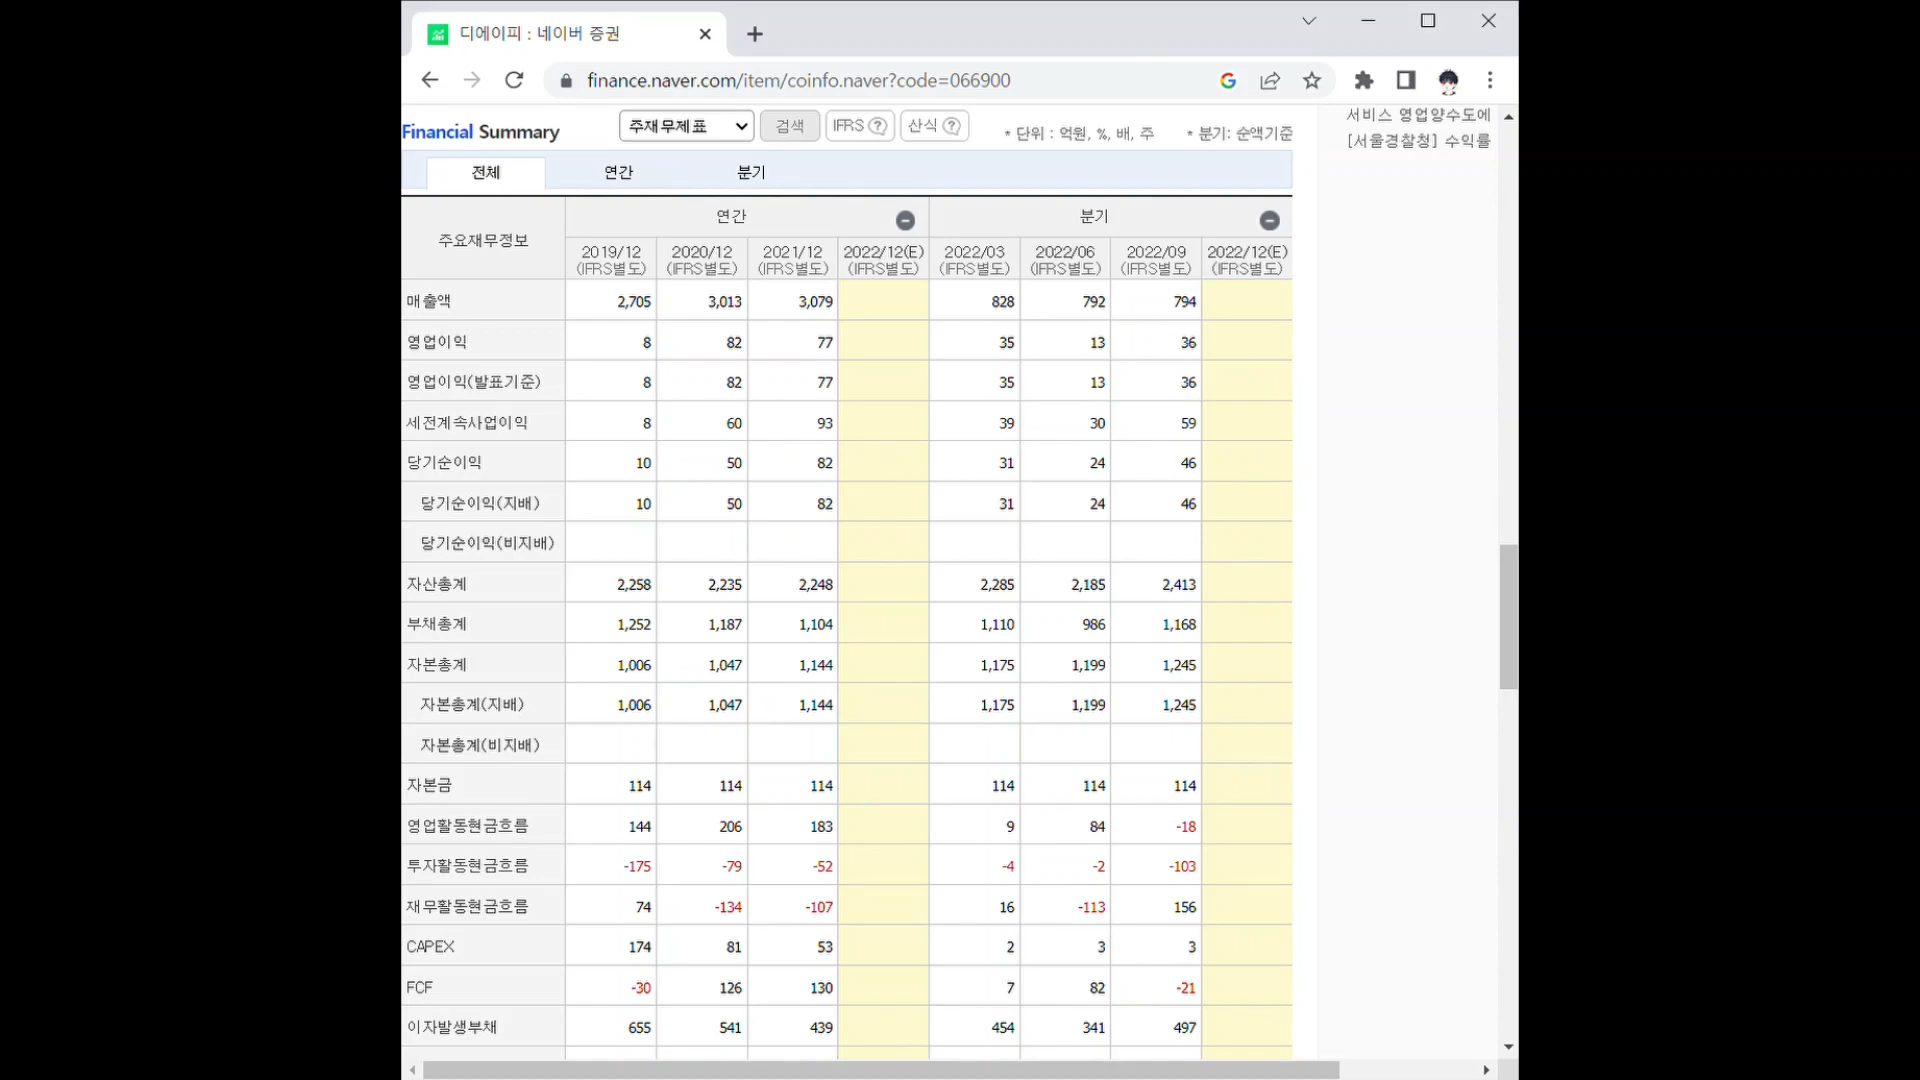 디에이피 : 네이버 증권
finance.naver.com/item/coinfo.naver?code=066900
서비스 영업양수도에
[서울경찰청] 수익률
Financial Summary 주재무제표 검색 IFRS ? 산식 ? * 단위 : 억원, %, 배, 주 * 분기: 순액기준
전체 연간 분기
주요재무정보 연간 분기
2019/12 2020/12 2021/12 2022/12(E) 2022/03 2022/06 2022/09 2022/12(E)
(IFRS별도) (IFRS별도) (IFRS별도) (IFRS별도) (IFRS별도) (IFRS별도) (IFRS별도) (IFRS별도)
매출액 2,705 3,013 3,079 828 792 794
영업이익 8 82 77 35 13 36
영업이익(발표기준) 8 82 77 35 13 36
세전계속사업이익 8 60 93 39 30 59
당기순이익 10 50 82 31 24 46
당기순이익(지배) 10 50 82 31 24 46
당기순이익(비지배)
자산총계 2,258 2,235 2,248 2,285 2,185 2,413
부채총계 1,252 1,187 1,104 1,110 986 1,168
자본총계 1,006 1,047 1,144 1,175 1,199 1,245
자본총계(지배) 1,006 1,047 1,144 1,175 1,199 1,245
자본총계(비지배)
자본금 114 114 114 114 114 114
영업활동현금흐름 144 206 183 9 84 -18
투자활동현금흐름 -175 -79 -52 -4 -2 -103
재무활동현금흐름 74 -134 -107 16 -113 156
CAPEX 174 81 53 2 3 3
FCF -30 126 130 7 82 -21
이자발생부채 655 541 439 454 341 497